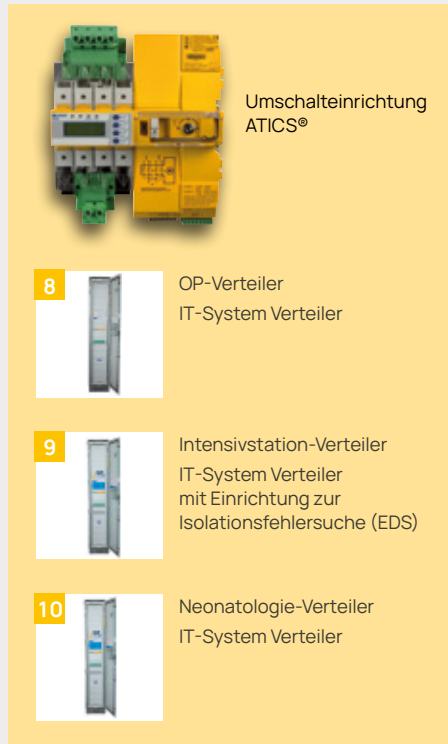 Umschalteinrichtung
ATICS®
8
OP-Verteiler
IT-System Verteiler
9
Intensivstation-Verteiler
IT-System Verteiler
mit Einrichtung zur
Isolationsfehlersuche (EDS)
10
Neonatologie-Verteiler
IT-System Verteiler